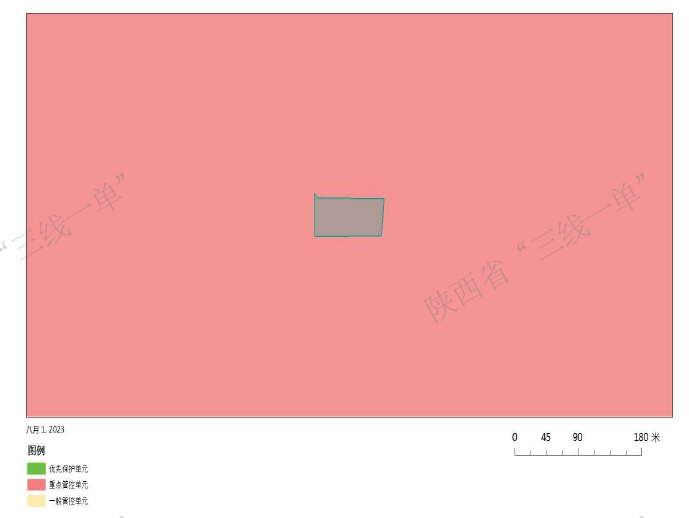 “三线一单”
陕西省“三线一单”
八月 1, 2023
0 45 90 180 米
图例
优先保护单元
重点管控单元
一般管控单元